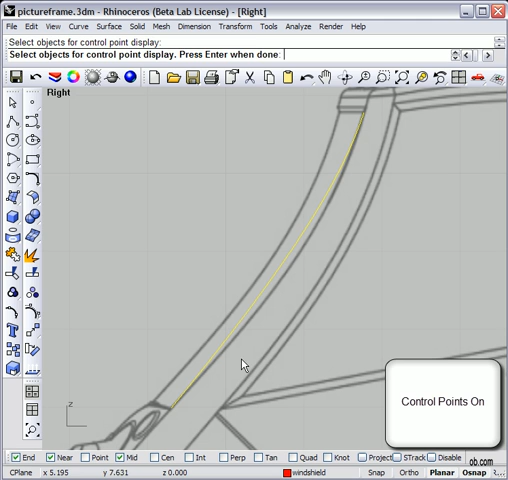 pictureframe.3dm - Rhinoceros (Beta Lab License) - [Right]
File Edit View Curve Surface Solid Mesh Dimension Transform Tools Analyze Render Help
Select objects for control point display:
Select objects for control point display. Press Enter when done:
Right
z
Control Points On
End Near Point Mid Cen Int Perp Tan Quad Knot Project STrack Disable
ob.com
CPlane x 5.195 y 7.631 z 0.000 windshield Snap Ortho Planar Osnap R...